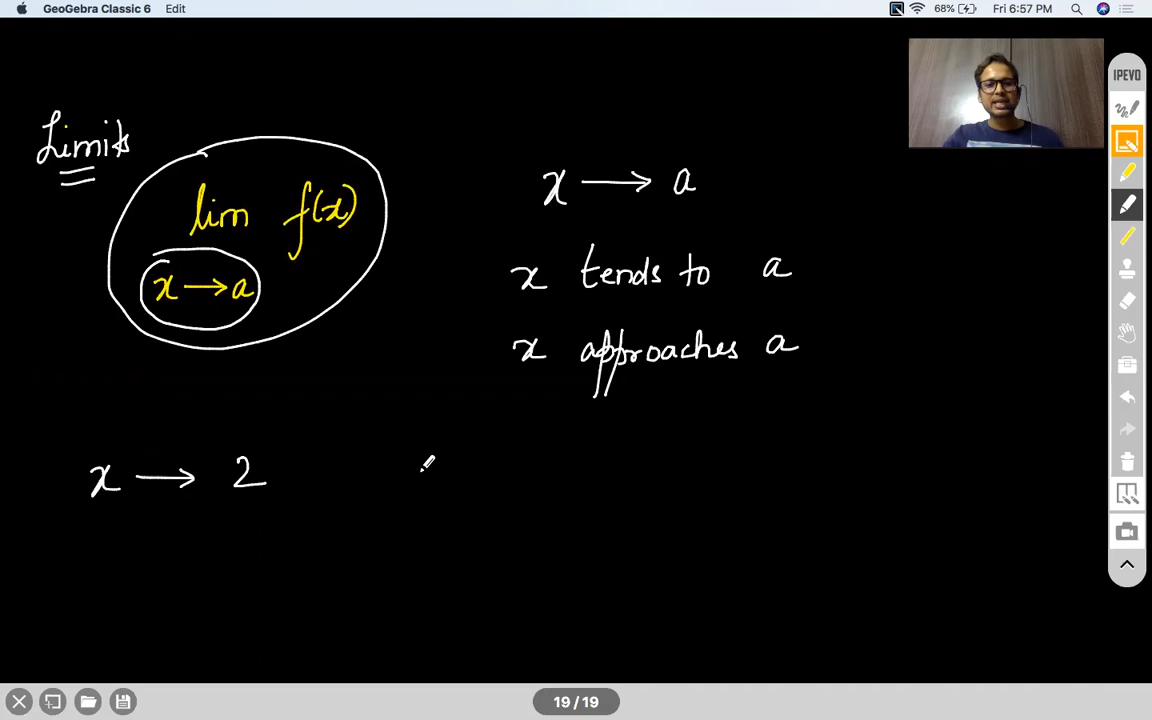 GeoGebra Classic 6 Edit
68% Fri 6:57 PM
IPEVO
Limits
lim f(x)
x → a
x → a
x tends to a
x approaches a
x → 2
19 / 19